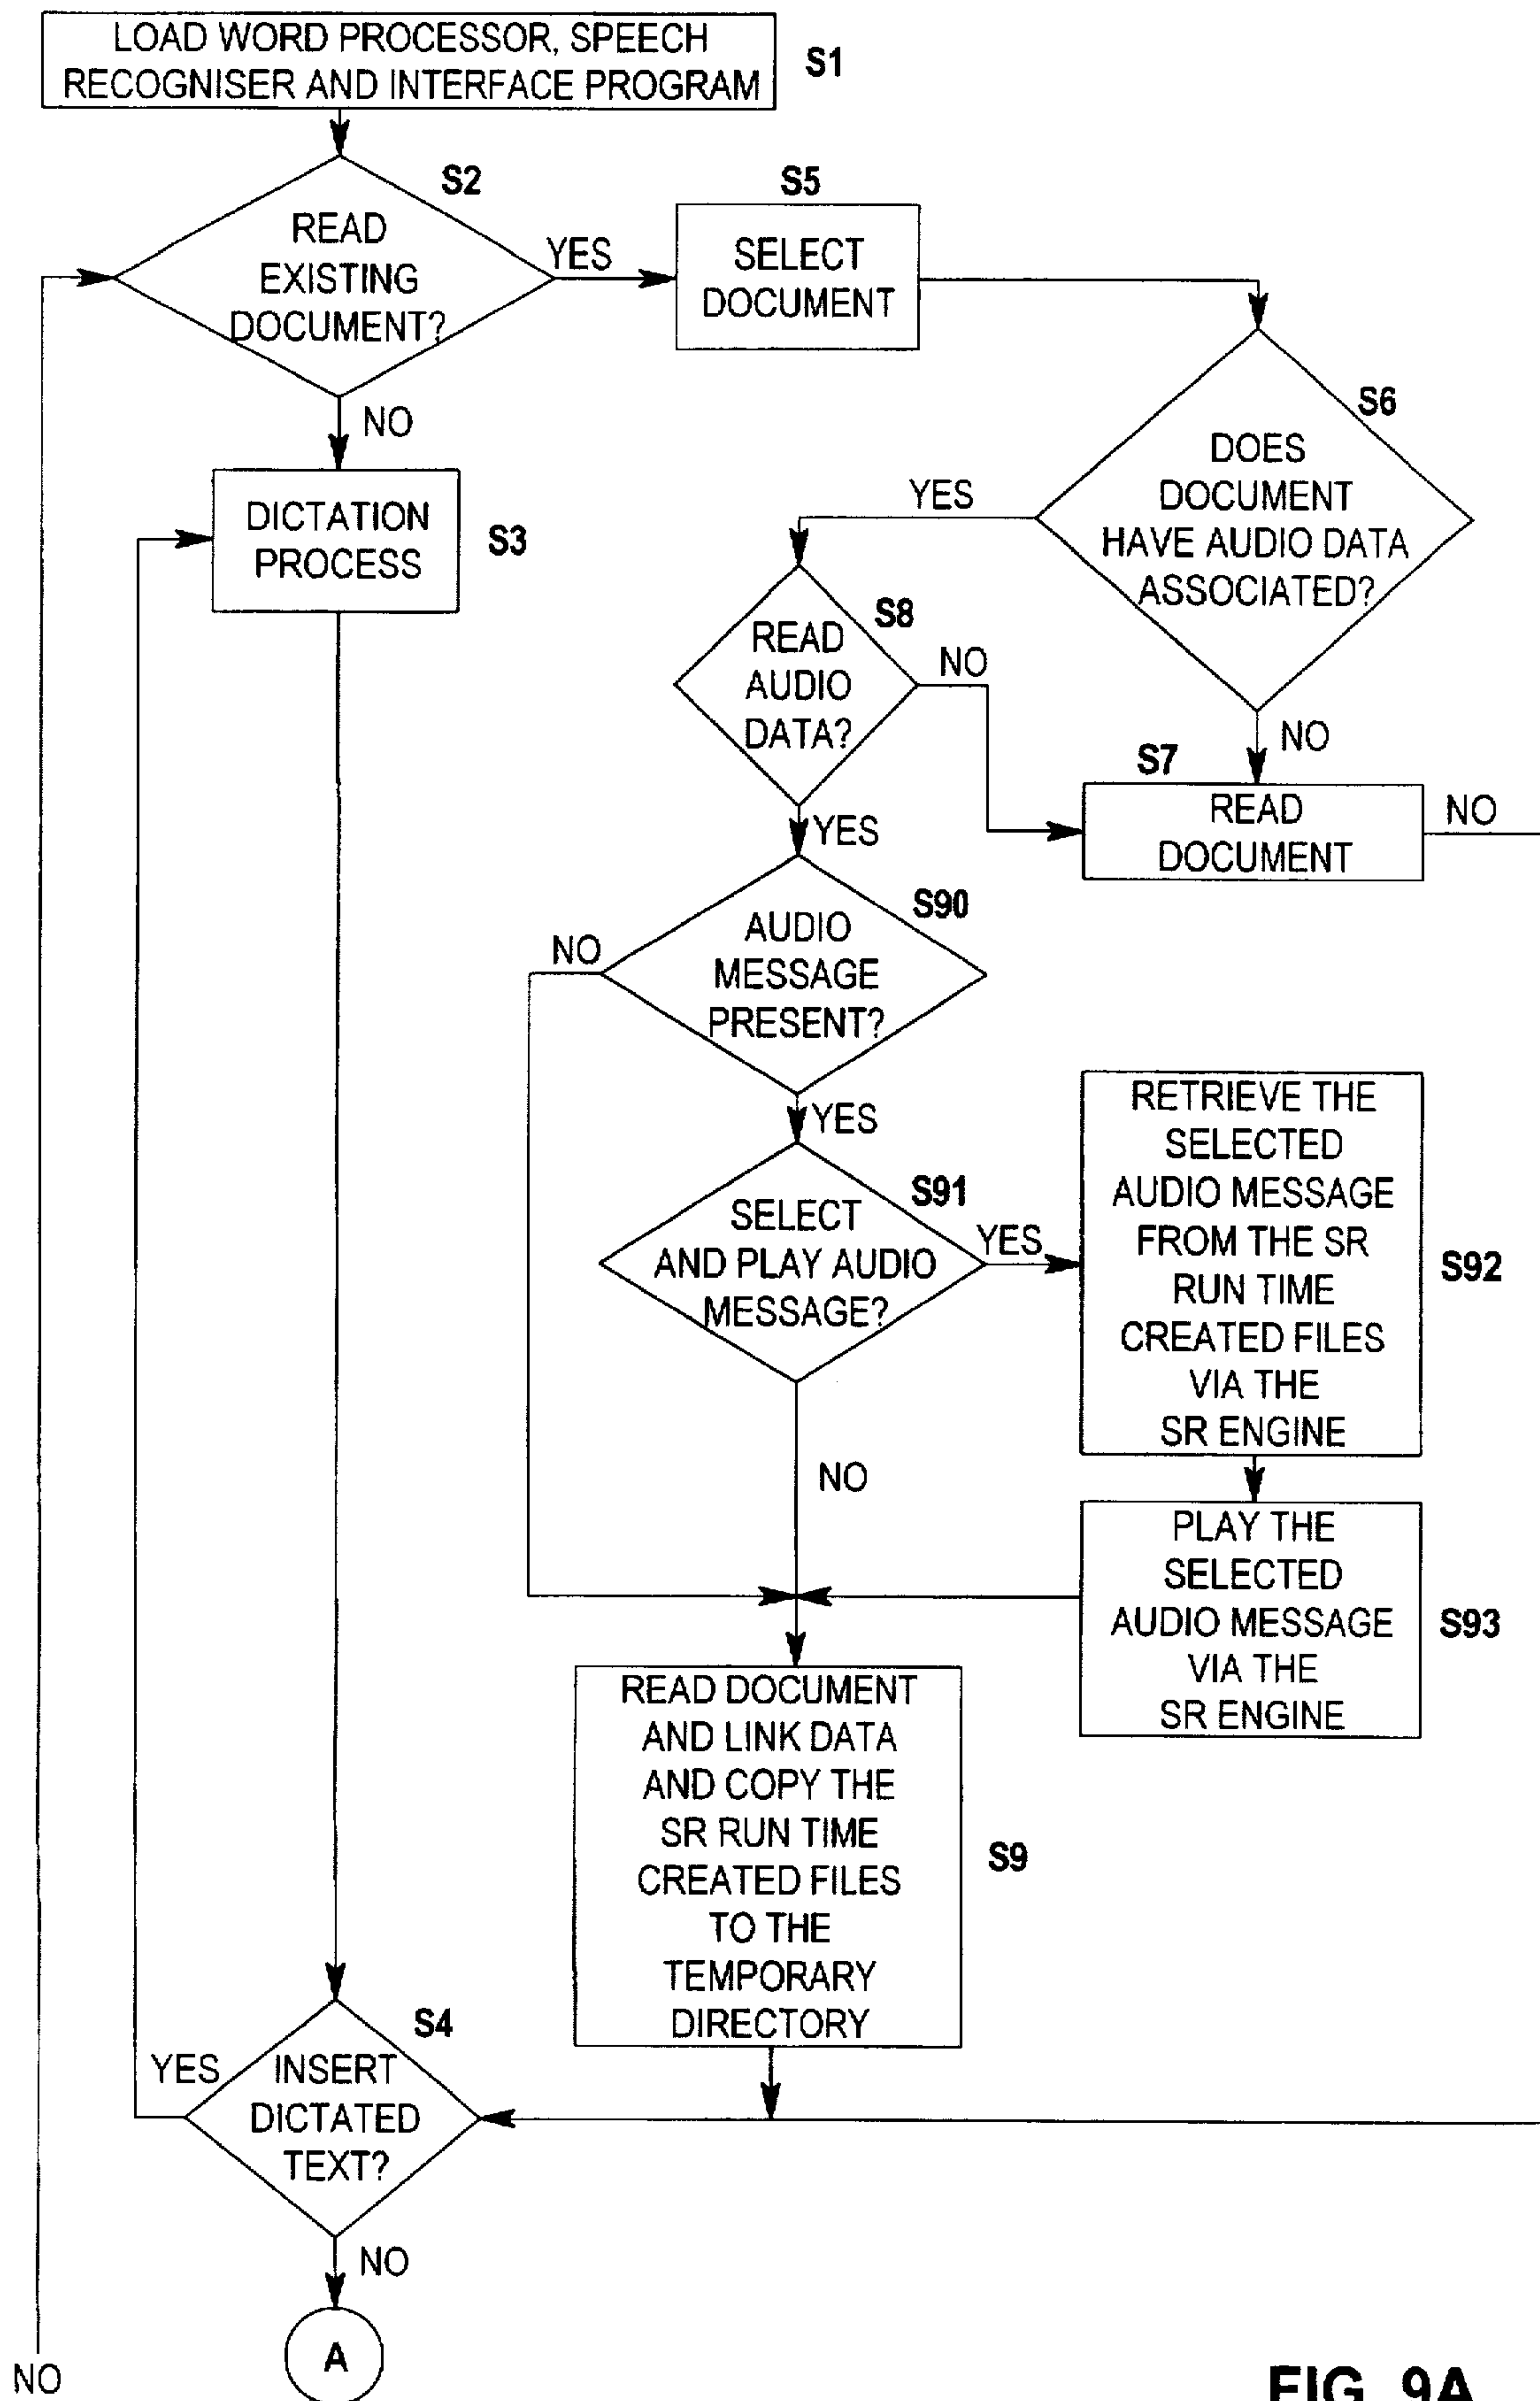 LOAD WORD PROCESSOR, SPEECH
RECOGNISER AND INTERFACE PROGRAM
S1
S2
READ
EXISTING
DOCUMENT?
YES
S5
SELECT
DOCUMENT
NO
S6
DOES
DOCUMENT
HAVE AUDIO DATA
ASSOCIATED?
YES
DICTATION
PROCESS
S3
S8
READ
AUDIO
DATA?
NO
NO
S7
READ
DOCUMENT
NO
YES
S90
AUDIO
MESSAGE
PRESENT?
NO
YES
S91
SELECT
AND PLAY AUDIO
MESSAGE?
YES
RETRIEVE THE
SELECTED
AUDIO MESSAGE
FROM THE SR
RUN TIME
CREATED FILES
VIA THE
SR ENGINE
S92
NO
PLAY THE
SELECTED
AUDIO MESSAGE
VIA THE
SR ENGINE
S93
READ DOCUMENT
AND LINK DATA
AND COPY THE
SR RUN TIME
CREATED FILES
TO THE
TEMPORARY
DIRECTORY
S9
S4
YES
INSERT
DICTATED
TEXT?
NO
A
NO
FIG. 9A